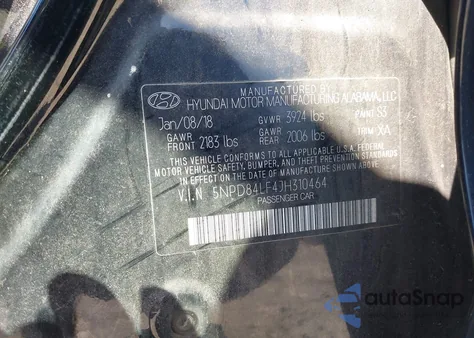 HYUNDAI MOTOR MANUFACTURING ALABAMA, LLC
Jan/08/18 GVWR 3924 lbs PAINT S3
GAWR FRONT 2183 lbs GAWR REAR 2006 lbs TRIM XA
THIS VEHICLE CONFORMS TO ALL APPLICABLE U.S.A. FEDERAL
MOTOR VEHICLE SAFETY, BUMPER, AND THEFT PREVENTION
STANDARDS IN EFFECT ON THE DATE OF MANUFACTURE SHOWN ABOVE.
V.I.N 5NPD84LF4JH310464
PASSENGER CAR
autoSnap